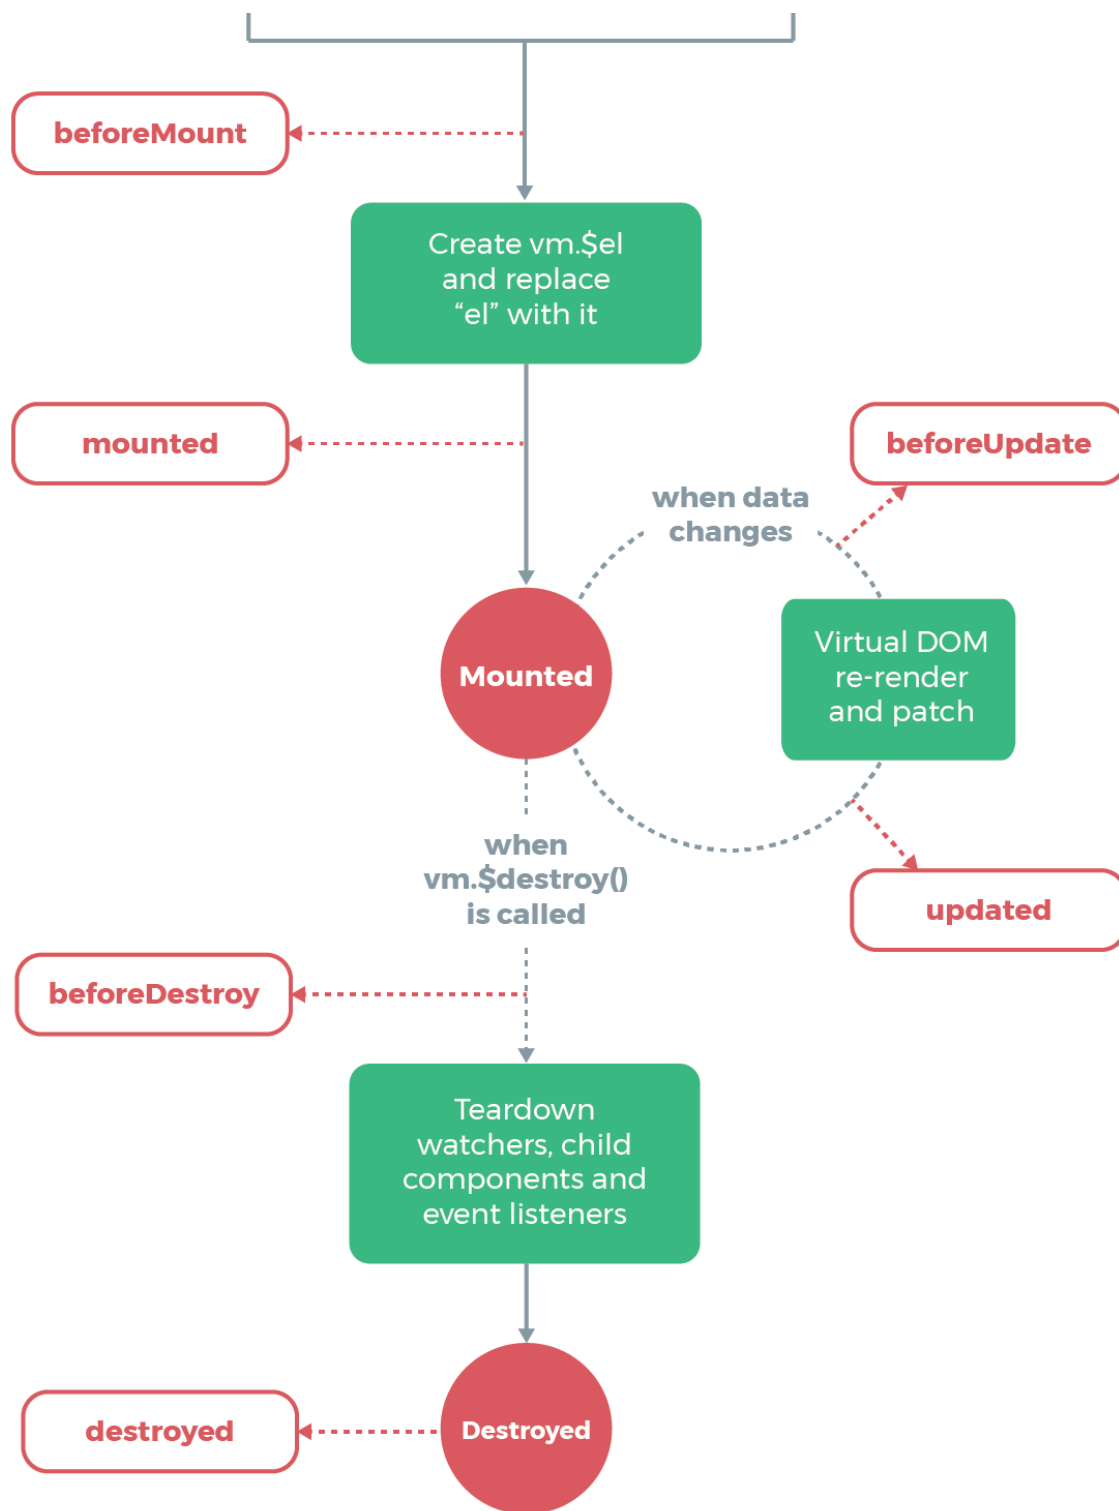 beforeMount
Create vm.$el
and replace
“el” with it
mounted
beforeUpdate
when data
changes
Mounted
Virtual DOM
re-render
and patch
when
vm.$destroy()
is called
updated
beforeDestroy
Teardown
watchers, child
components and
event listeners
destroyed
Destroyed